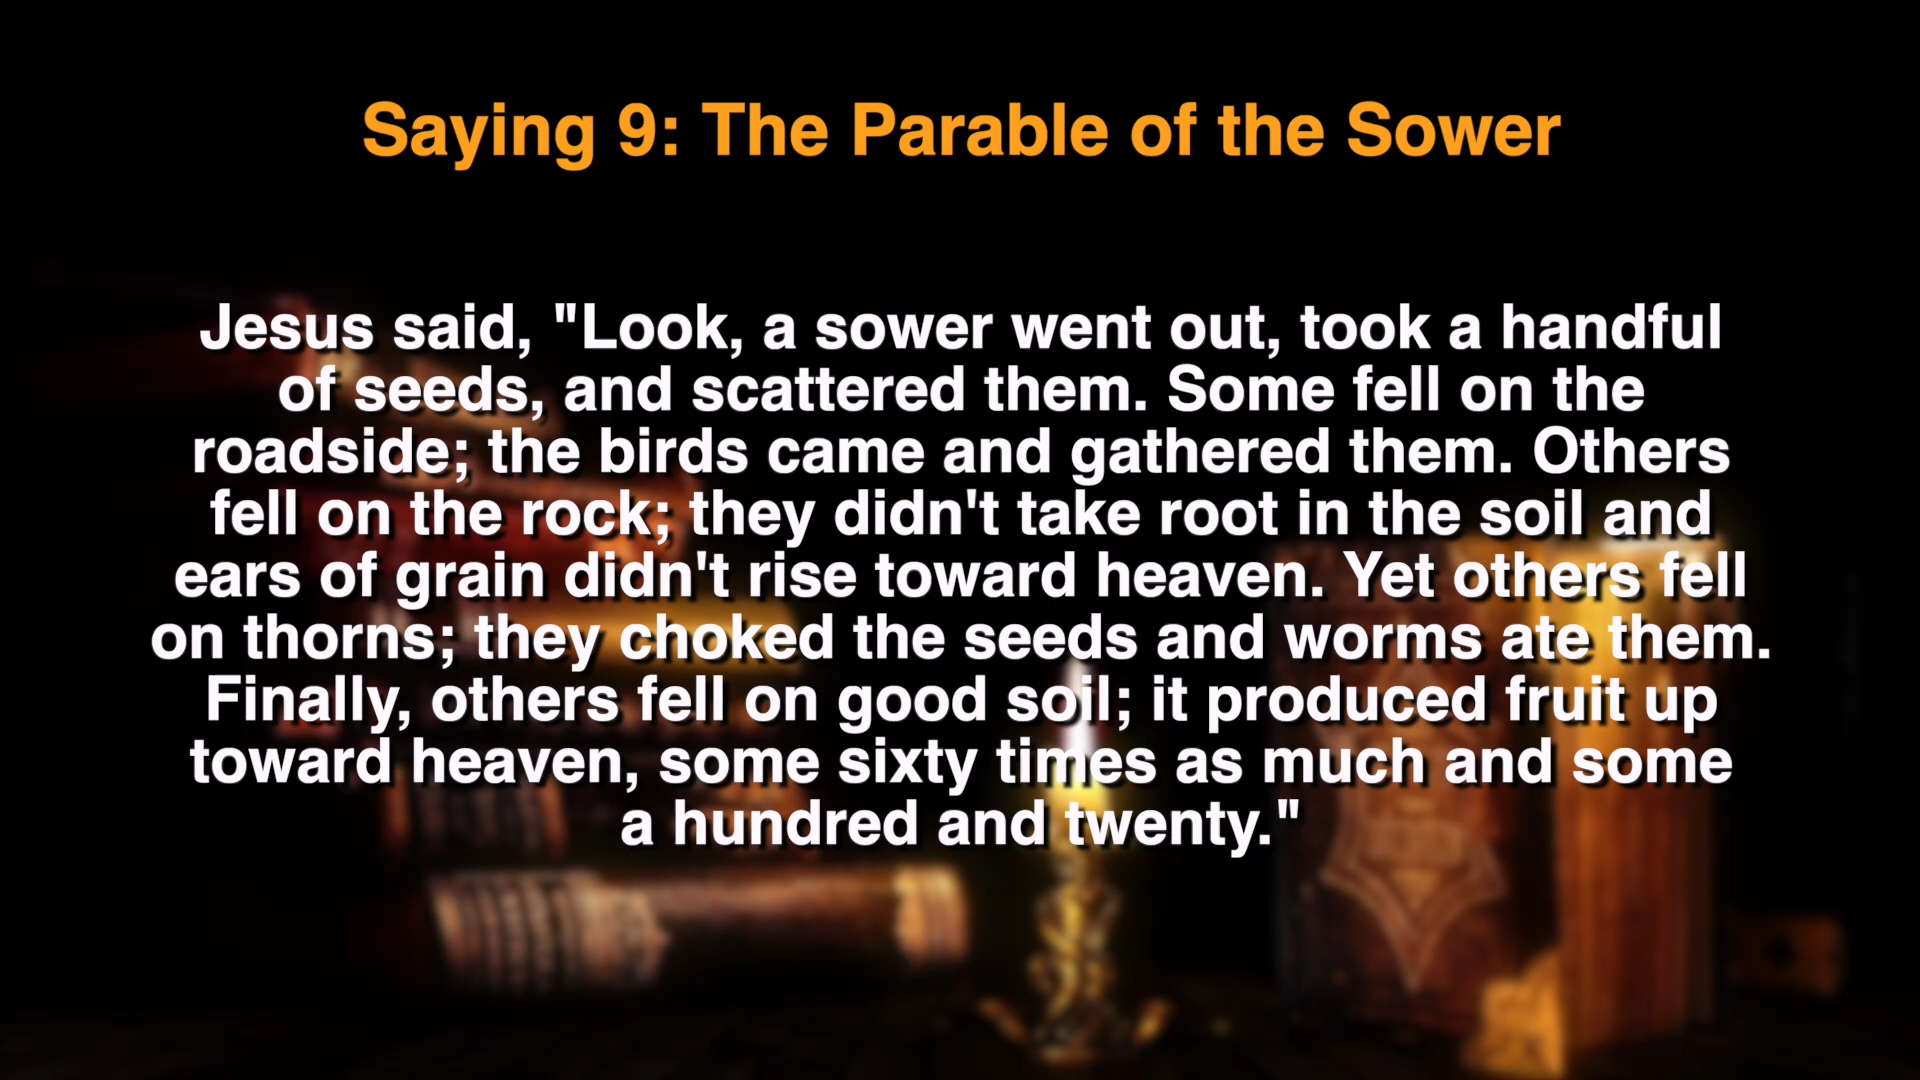 Saying 9: The Parable of the Sower
Jesus said, "Look, a sower went out, took a handful
of seeds, and scattered them. Some fell on the
roadside; the birds came and gathered them. Others
fell on the rock; they didn't take root in the soil and
ears of grain didn't rise toward heaven. Yet others fell
on thorns; they choked the seeds and worms ate them.
Finally, others fell on good soil; it produced fruit up
toward heaven, some sixty times as much and some
a hundred and twenty."